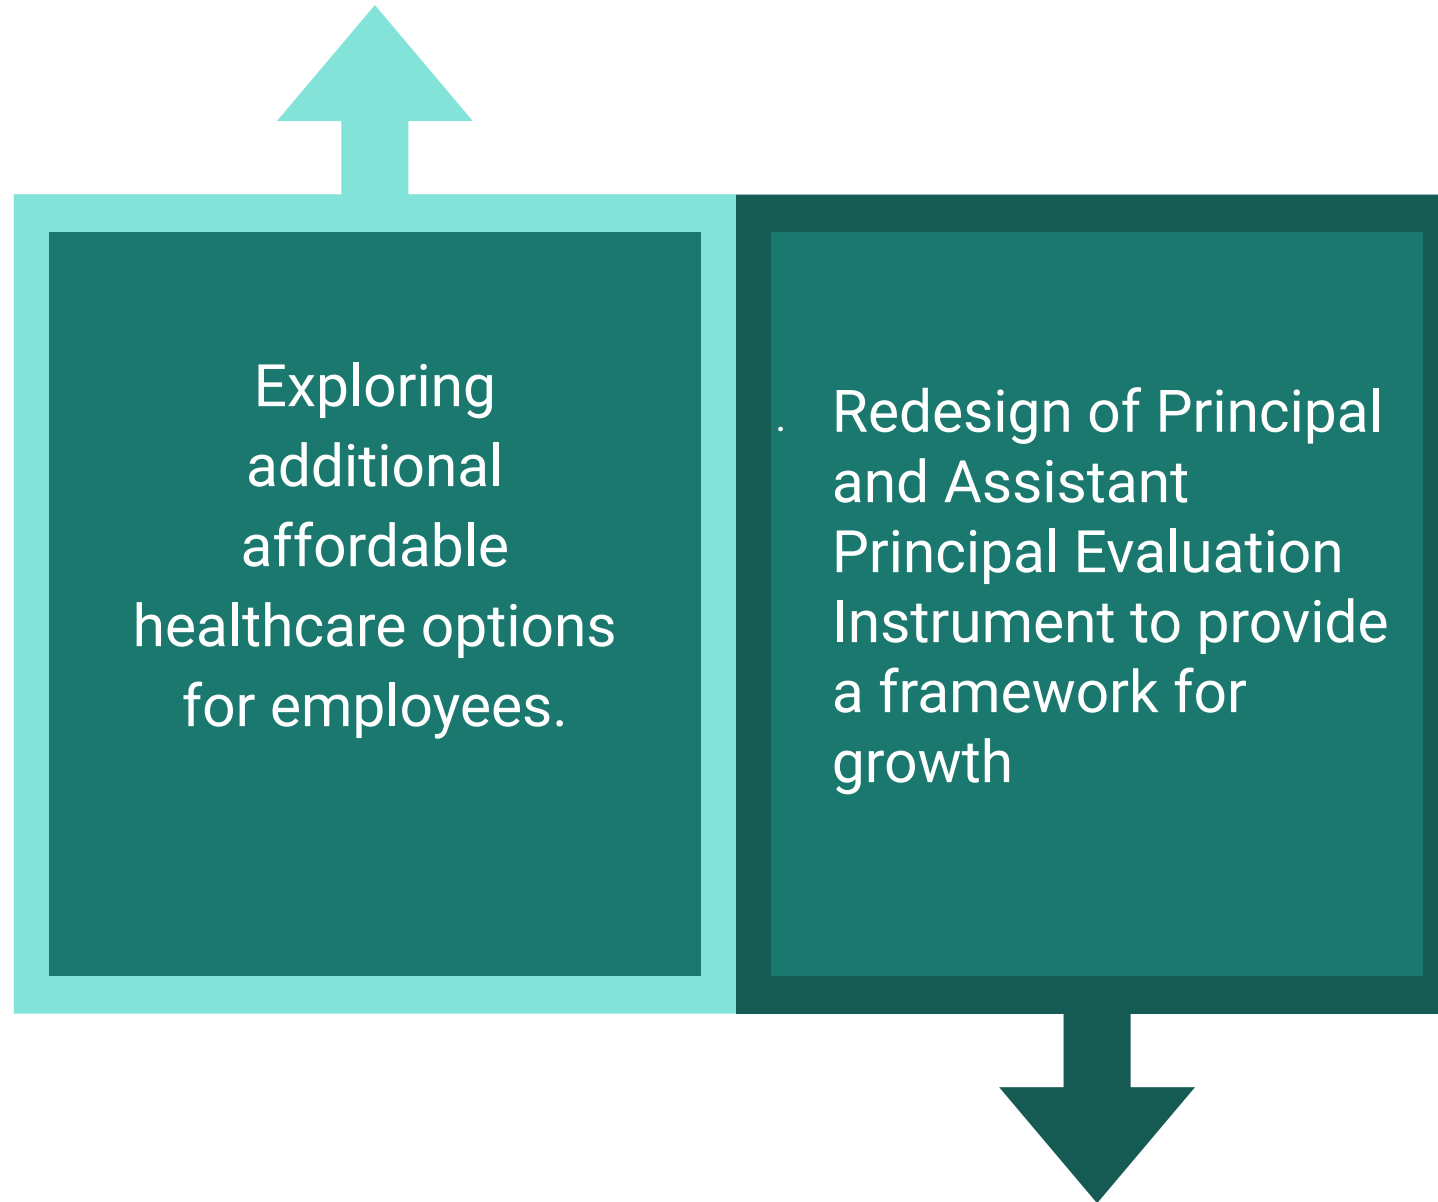 Exploring
additional
affordable
healthcare options
for employees.
. Redesign of Principal
and Assistant
Principal Evaluation
Instrument to provide
a framework for
growth